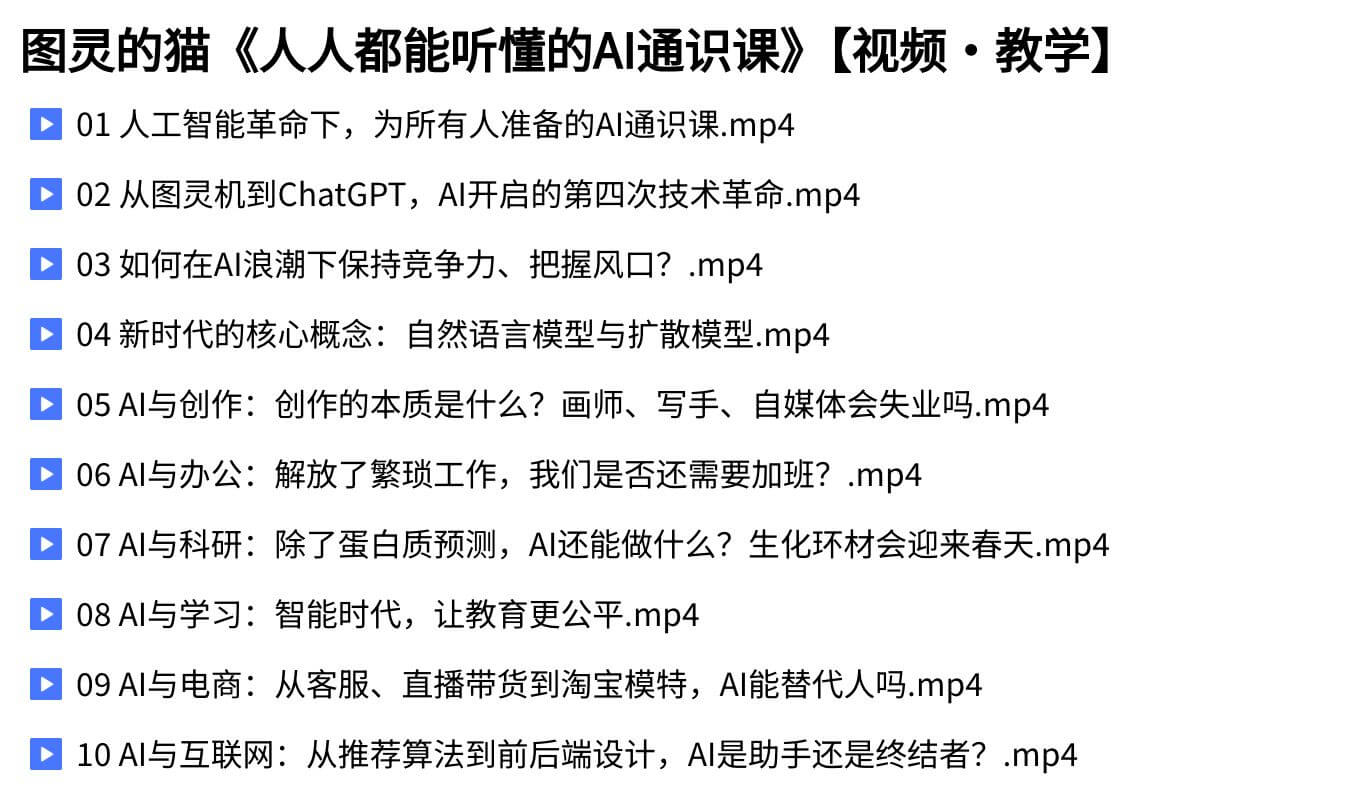 图灵的猫《人人都能听懂的AI通识课》【视频・教学】
01 人工智能革命下，为所有人准备的AI通识课.mp4
02 从图灵机到ChatGPT，AI开启的第四次技术革命.mp4
03 如何在AI浪潮下保持竞争力、把握风口？.mp4
04 新时代的核心概念：自然语言模型与扩散模型.mp4
05 AI与创作：创作的本质是什么？画师、写手、自媒体会失业吗.mp4
06 AI与办公：解放了繁琐工作，我们是否还需要加班？.mp4
07 AI与科研：除了蛋白质预测，AI还能做什么？生化环材会迎来春天.mp4
08 AI与学习：智能时代，让教育更公平.mp4
09 AI与电商：从客服、直播带货到淘宝模特，AI能替代人吗.mp4
10 AI与互联网：从推荐算法到前后端设计，AI是助手还是终结者？.mp4